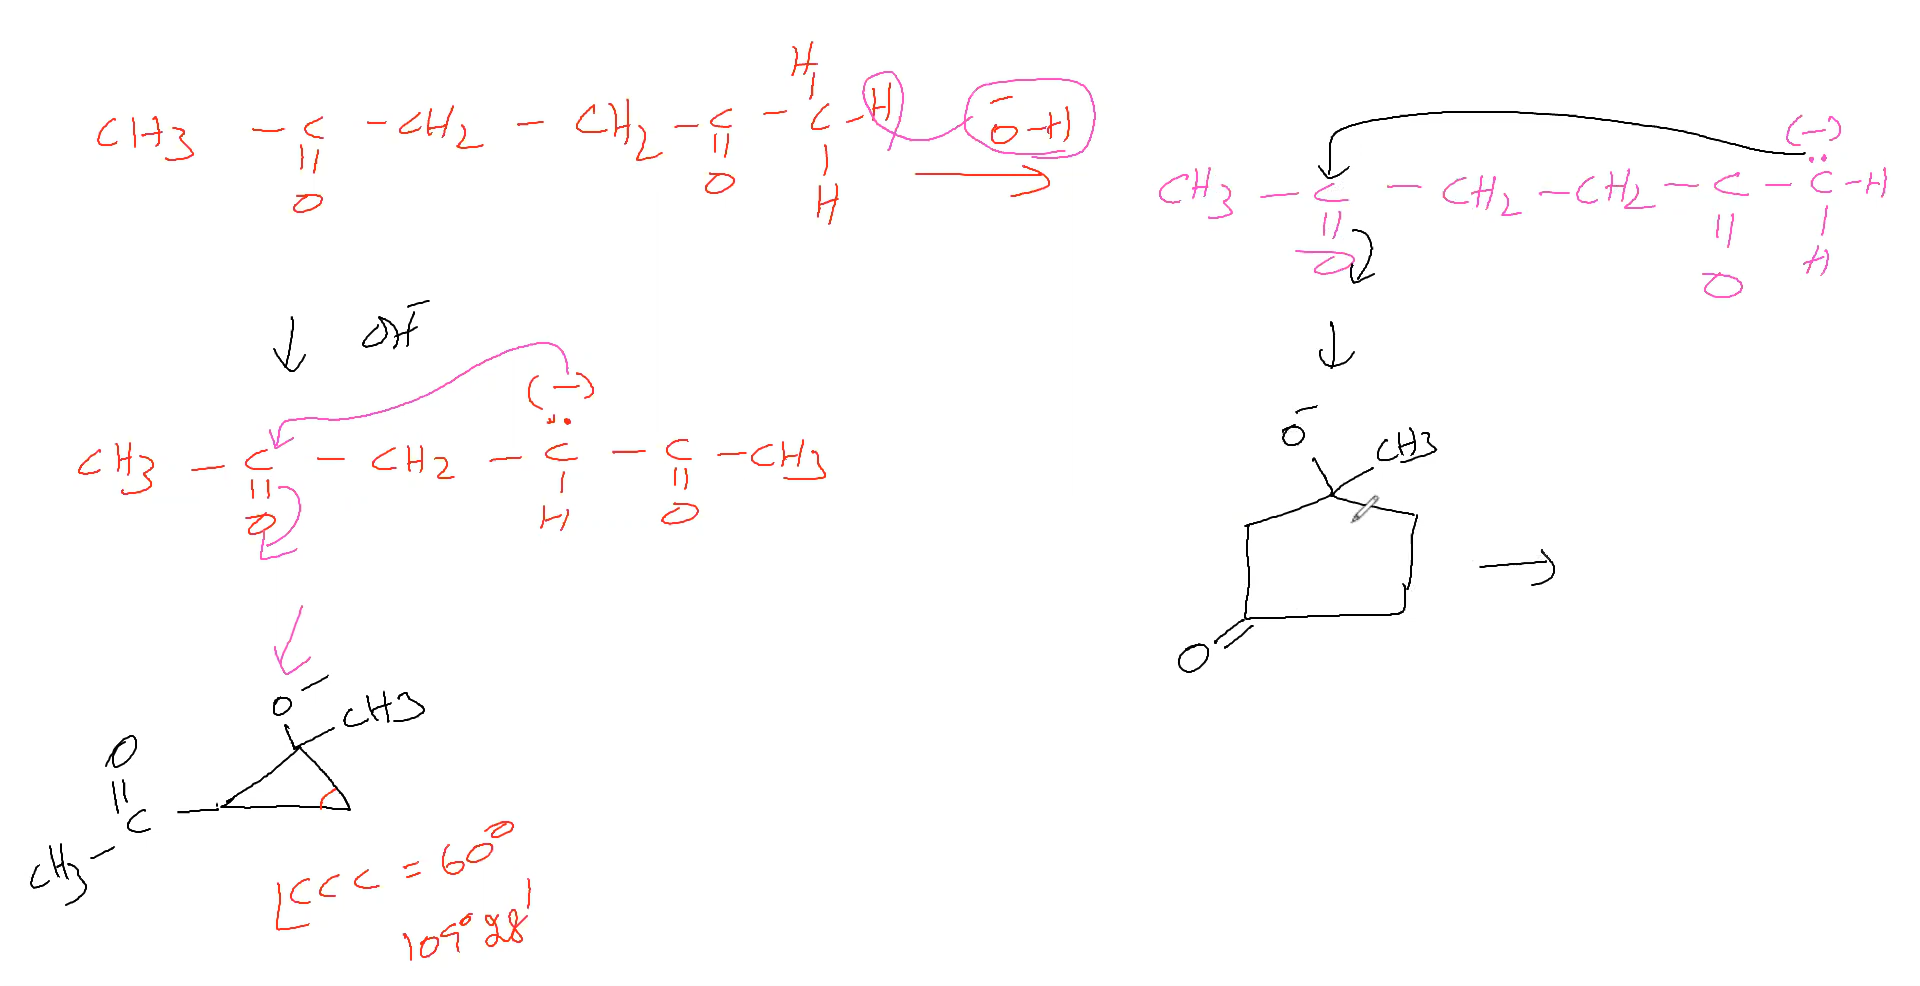 H
CH3 - C - CH2 - CH2 - C - C - H
O
O
H
O̅-H
(-)
CH3 - C - CH2 - CH2 - C - C - H
O
O
H
OH̅
(-)
CH3 - C - CH2 - C - C - CH3
O
H
O
O̅
CH3
O
O̅
CH3
O
C
CH3
∠CCC = 60°
109°28'